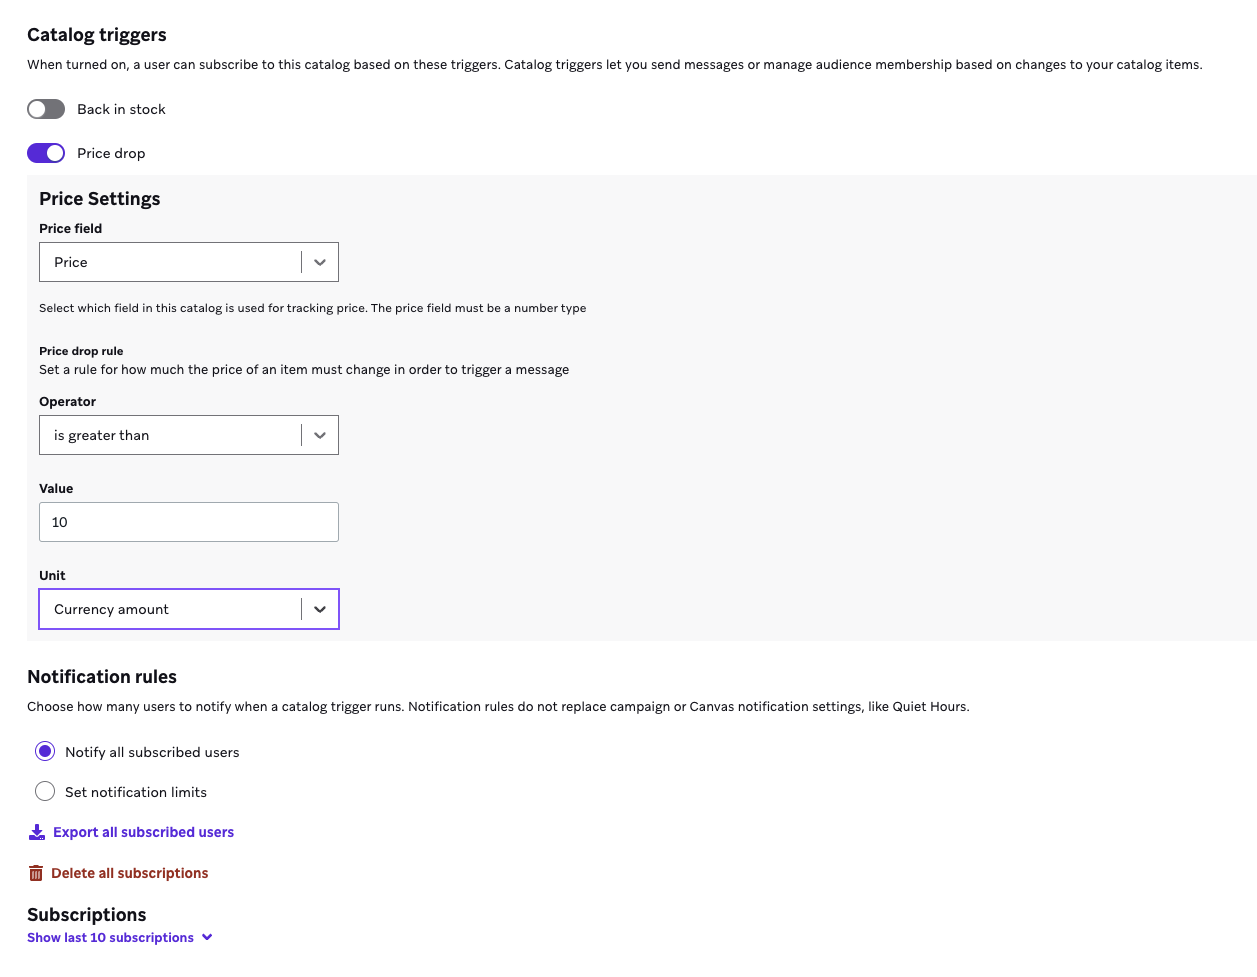 Catalog triggers
When turned on, a user can subscribe to this catalog based on these triggers. Catalog triggers let you send messages or manage audience membership based on changes to your catalog items.
Back in stock
Price drop
Price Settings
Price field
Price
Select which field in this catalog is used for tracking price. The price field must be a number type
Price drop rule
Set a rule for how much the price of an item must change in order to trigger a message
Operator
is greater than
Value
10
Unit
Currency amount
Notification rules
Choose how many users to notify when a catalog trigger runs. Notification rules do not replace campaign or Canvas notification settings, like Quiet Hours.
Notify all subscribed users
Set notification limits
Export all subscribed users
Delete all subscriptions
Subscriptions
Show last 10 subscriptions